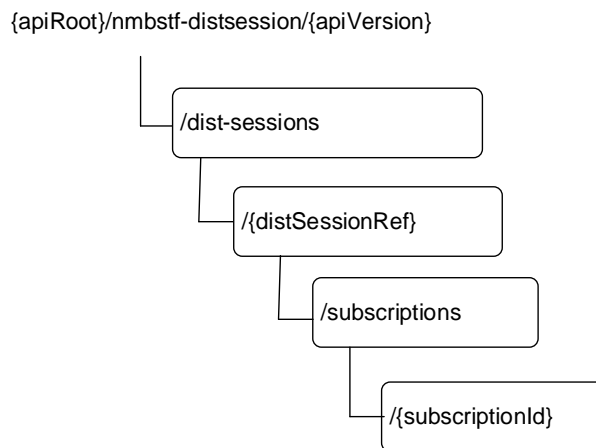 {apiRoot}/nmbstf-distsession/{apiVersion}
/dist-sessions
/{distSessionRef}
/subscriptions
/{subscriptionId}